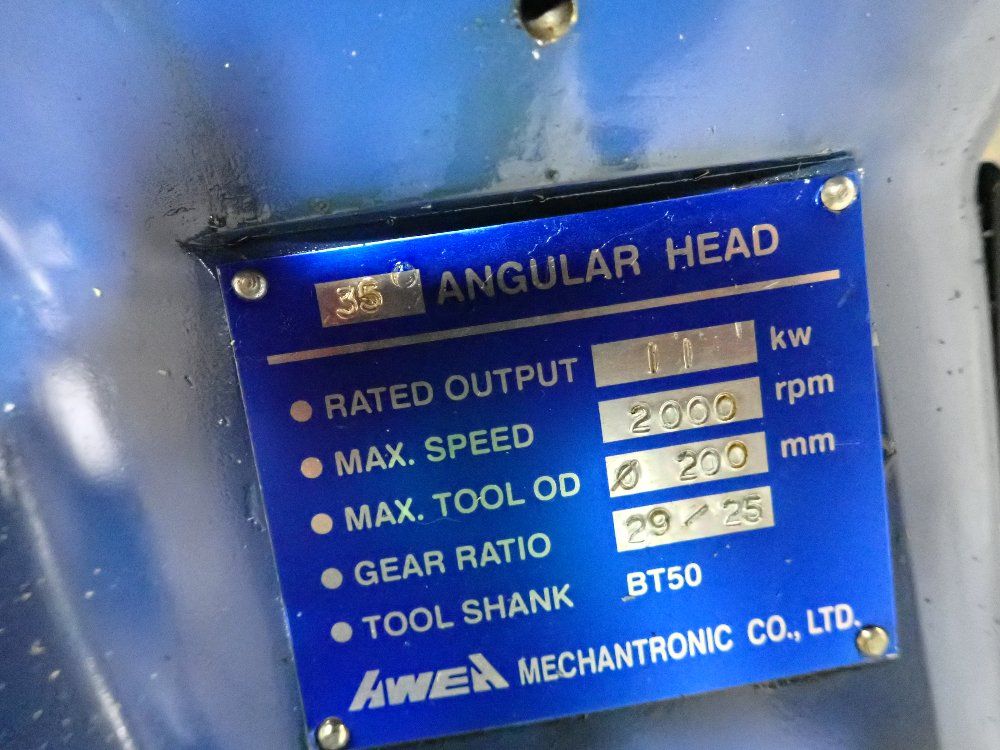 35° ANGULAR HEAD
● RATED OUTPUT 11 kw
● MAX. SPEED 2000 rpm
● MAX. TOOL OD Ø 200 mm
● GEAR RATIO 29/25
● TOOL SHANK BT50
AWEA MECHANTRONIC CO., LTD.